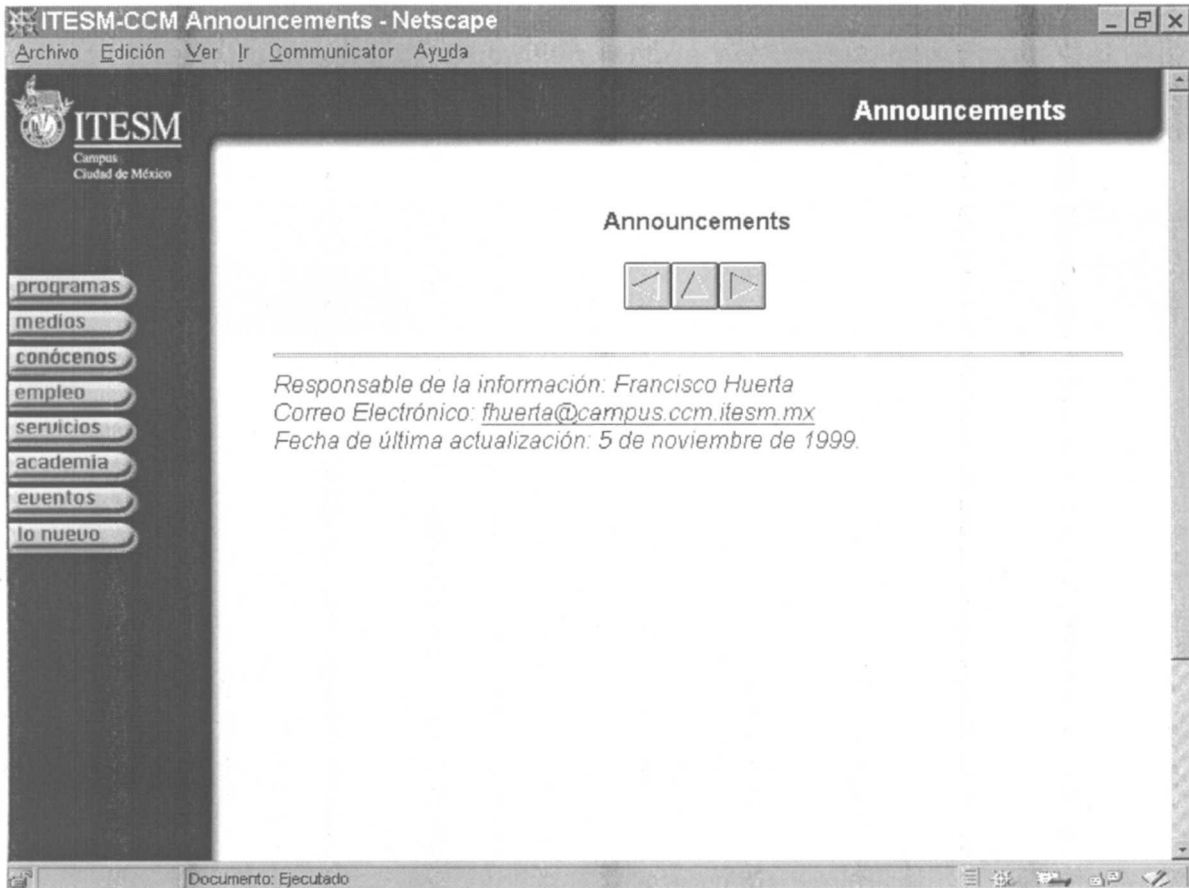 ITESM-CCM Announcements - Netscape
Archivo Edición Ver Ir Communicator Ayuda
ITESM
Campus
Ciudad de México
Announcements
Announcements
programas
medios
conócenos
empleo
servicios
academia
eventos
lo nuevo
Responsable de la información: Francisco Huerta
Correo Electrónico: fhuerta@campus.ccm.itesm.mx
Fecha de última actualización: 5 de noviembre de 1999.
Documento: Ejecutado